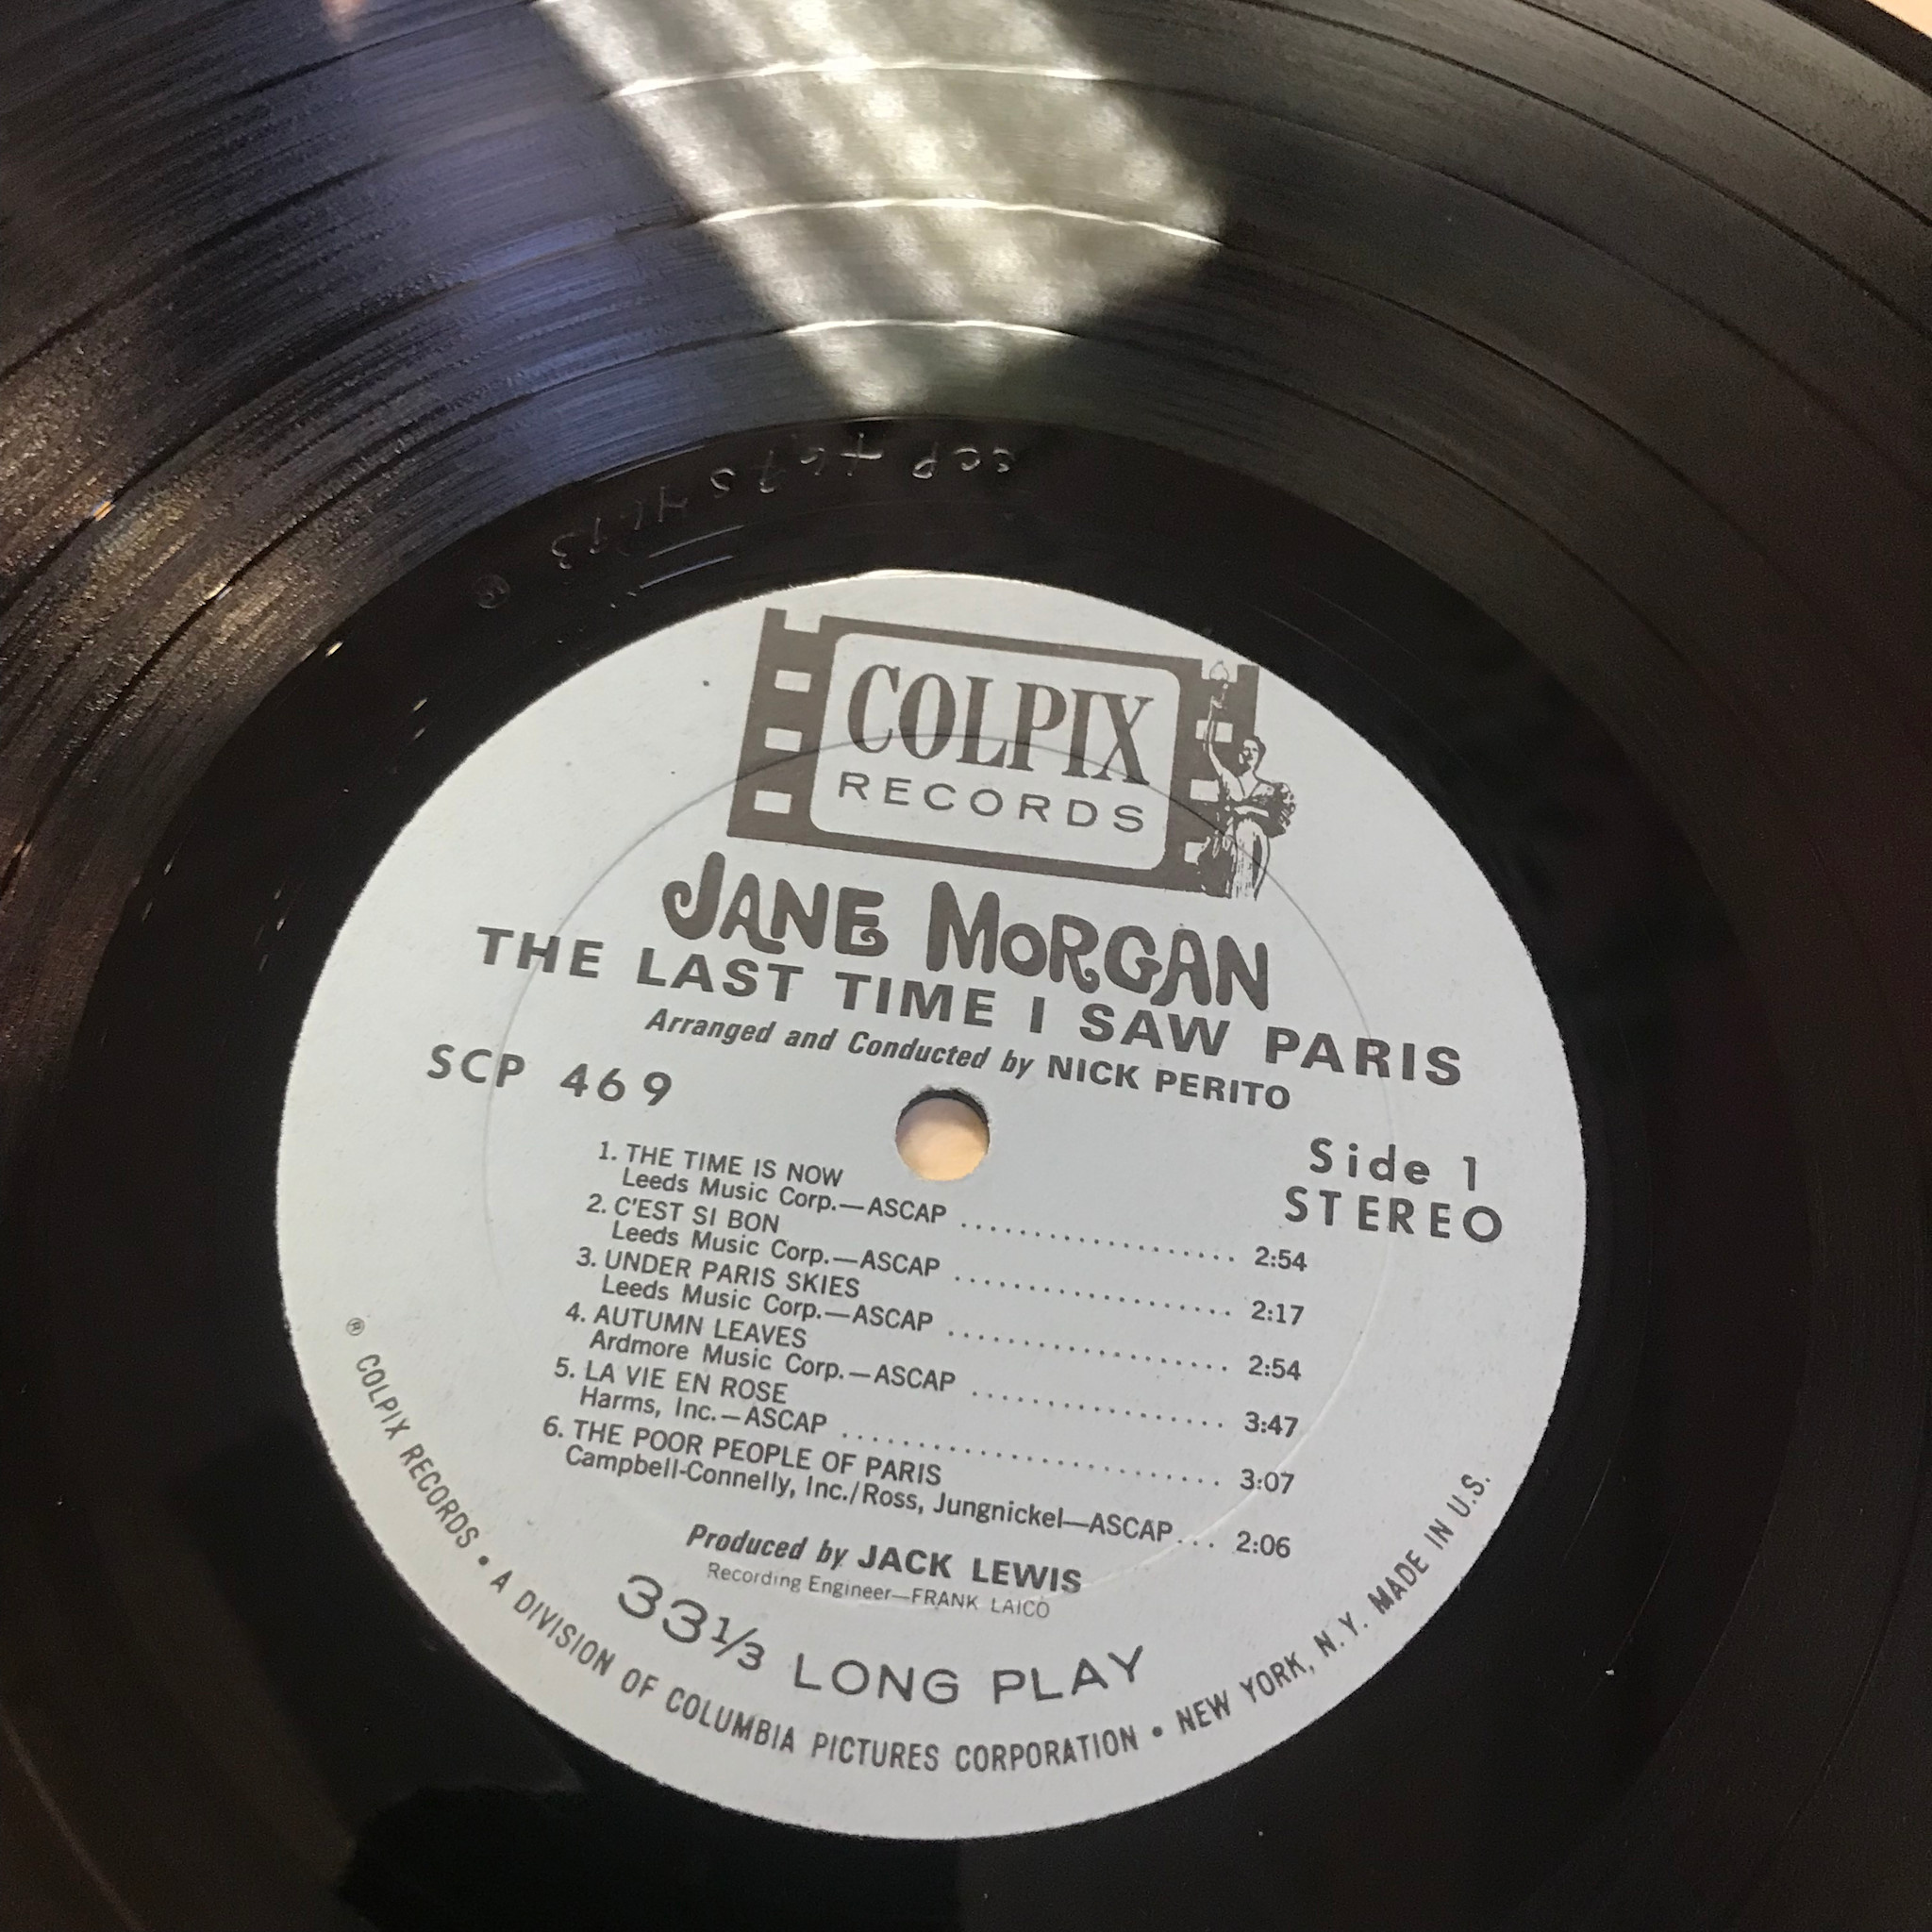 COLPIX
RECORDS
JANE MORGAN
THE LAST TIME I SAW PARIS
Arranged and Conducted by NICK PERITO
SCP 469
Side 1
STEREO
1. THE TIME IS NOW
Leeds Music Corp.—ASCAP .................. 2:54
2. C'EST SI BON
Leeds Music Corp.—ASCAP .................. 2:17
3. UNDER PARIS SKIES
Leeds Music Corp.—ASCAP .................. 2:54
4. AUTUMN LEAVES
Ardmore Music Corp.—ASCAP ................ 3:47
5. LA VIE EN ROSE
Harms, Inc.—ASCAP ........................ 3:07
6. THE POOR PEOPLE OF PARIS
Campbell-Connelly, Inc./Ross, Jungnickel—ASCAP ... 2:06
Produced by JACK LEWIS
Recording Engineer—FRANK LAICO
33⅓ LONG PLAY
® COLPIX RECORDS • A DIVISION OF COLUMBIA PICTURES CORPORATION • NEW YORK, N.Y. MADE IN U.S.